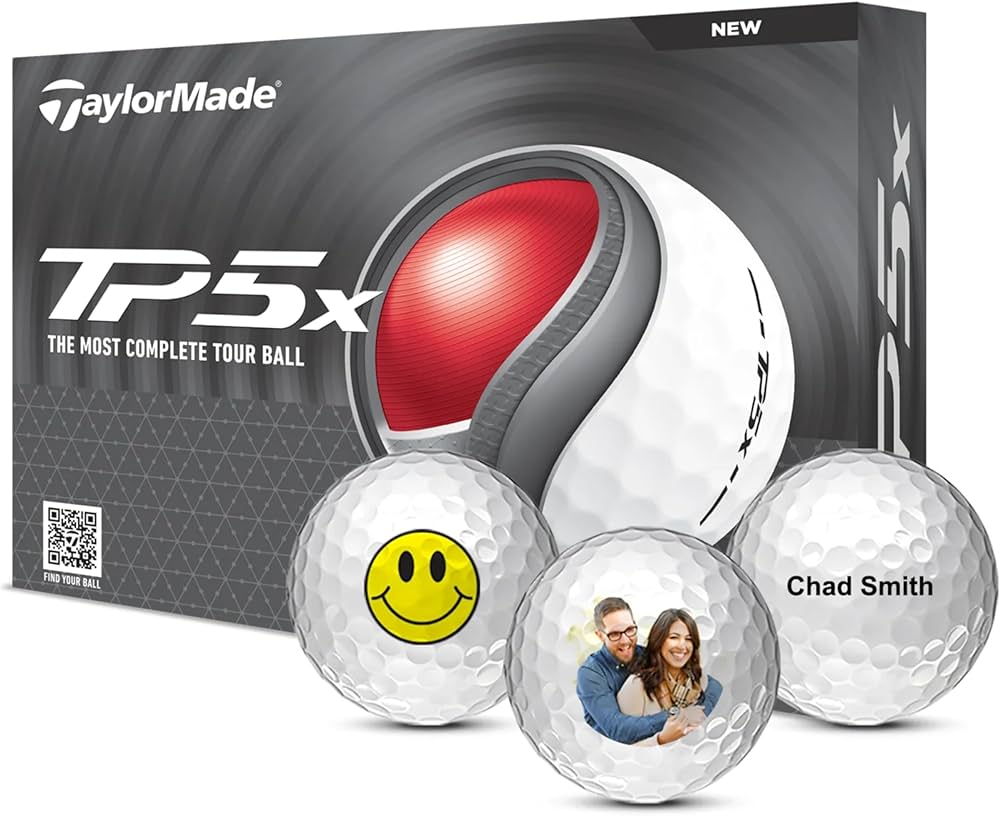 NEW
TaylorMade®
TP5x
THE MOST COMPLETE TOUR BALL
TP5x
TP5x
FIND YOUR BALL
Chad Smith